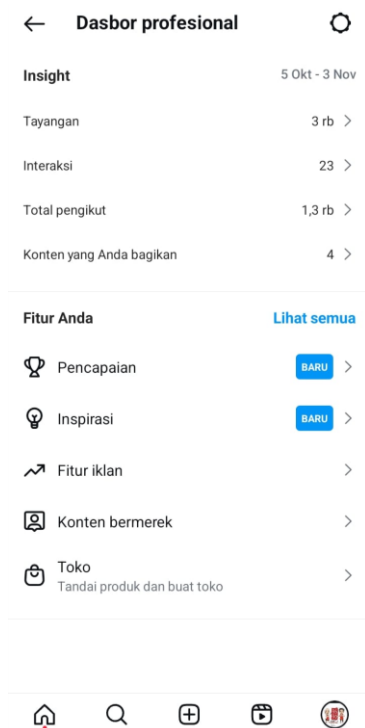 Dasbor profesional
Insight 5 Okt - 3 Nov
Tayangan 3 rb
Interaksi 23
Total pengikut 1,3 rb
Konten yang Anda bagikan 4
Fitur Anda Lihat semua
Pencapaian BARU
Inspirasi BARU
Fitur iklan
Konten bermerek
Toko
Tandai produk dan buat toko